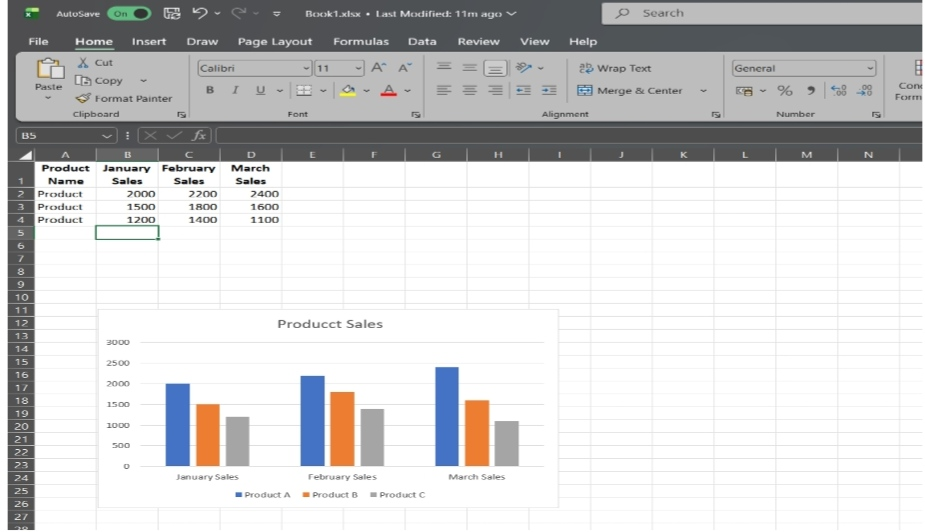 AutoSave On Book1.xlsx • Last Modified: 11m ago Search
File Home Insert Draw Page Layout Formulas Data Review View Help
Paste Cut Copy Format Painter
Calibri 11 A A
B I U A
Wrap Text
Merge & Center
General
% 9 .00
Con
Form
Clipboard Font Alignment Number
B5 fx
A B C D E F G H I J K L M N
Product January February March
1 Name Sales Sales Sales
2 Product 2000 2200 2400
3 Product 1500 1800 1600
4 Product 1200 1400 1100
5
6
7
8
9
10
11
12 Producct Sales
13 3000
14
15 2500
16
17 2000
18 1500
19
20 1000
21
22 500
23 0
24 January Sales February Sales March Sales
25 Product A Product B Product C
26
27
28